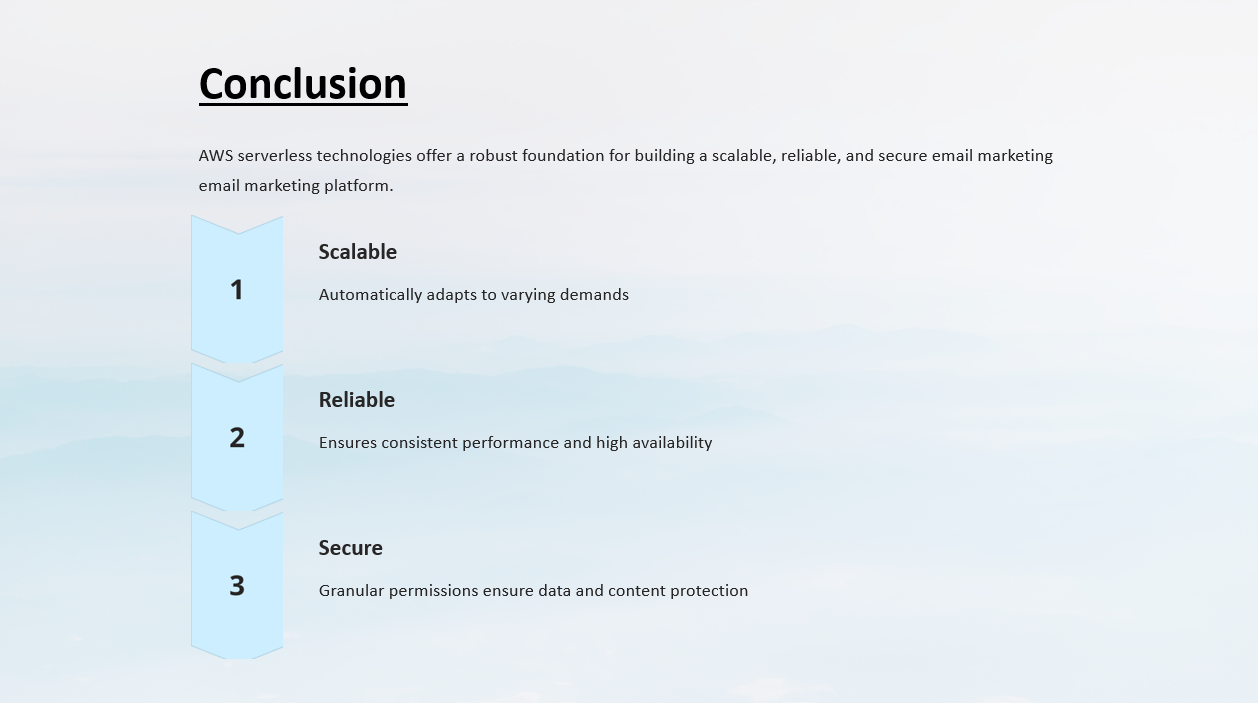 Conclusion
AWS serverless technologies offer a robust foundation for building a scalable, reliable, and secure email marketing
email marketing platform.
1
Scalable
Automatically adapts to varying demands
2
Reliable
Ensures consistent performance and high availability
3
Secure
Granular permissions ensure data and content protection